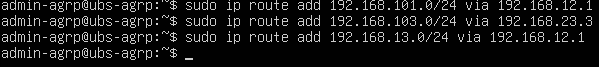 admin-agrp@ubs-agrp:~$ sudo ip route add 192.168.101.0/24 via 192.168.12.1
admin-agrp@ubs-agrp:~$ sudo ip route add 192.168.103.0/24 via 192.168.23.3
admin-agrp@ubs-agrp:~$ sudo ip route add 192.168.13.0/24 via 192.168.12.1
admin-agrp@ubs-agrp:~$ _